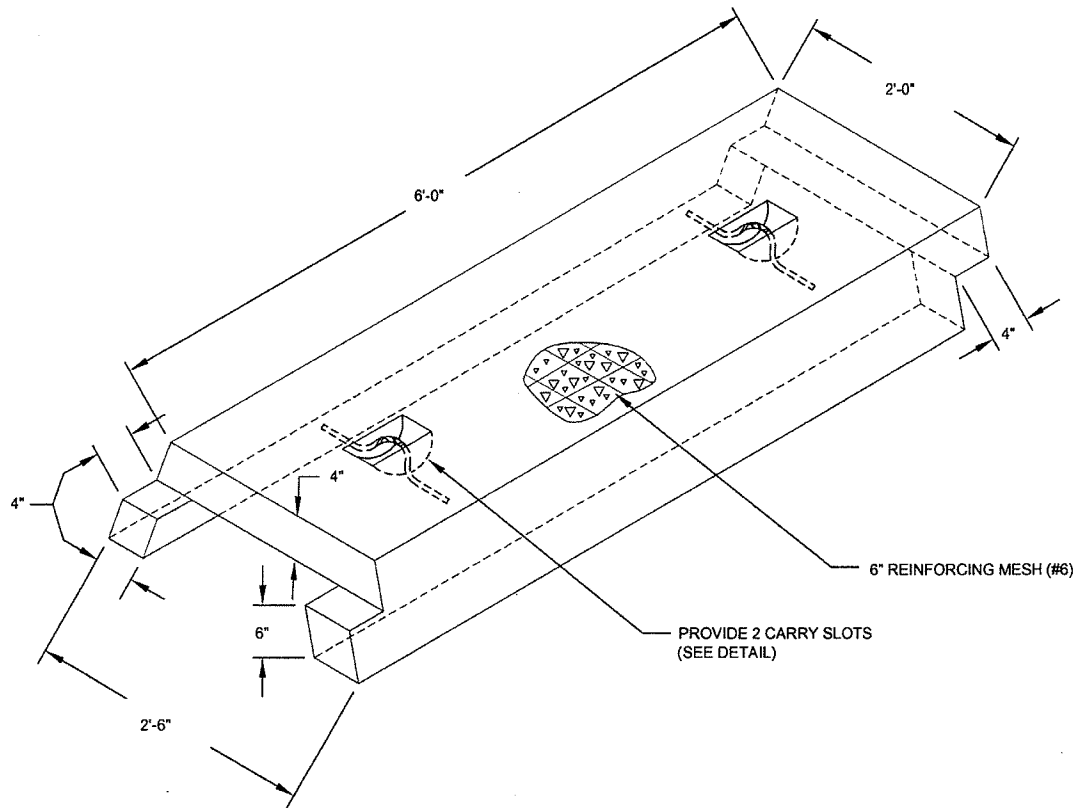 2'-0"
6'-0"
4"
4"
4"
6"
6" REINFORCING MESH (#6)
PROVIDE 2 CARRY SLOTS
(SEE DETAIL)
2'-6"